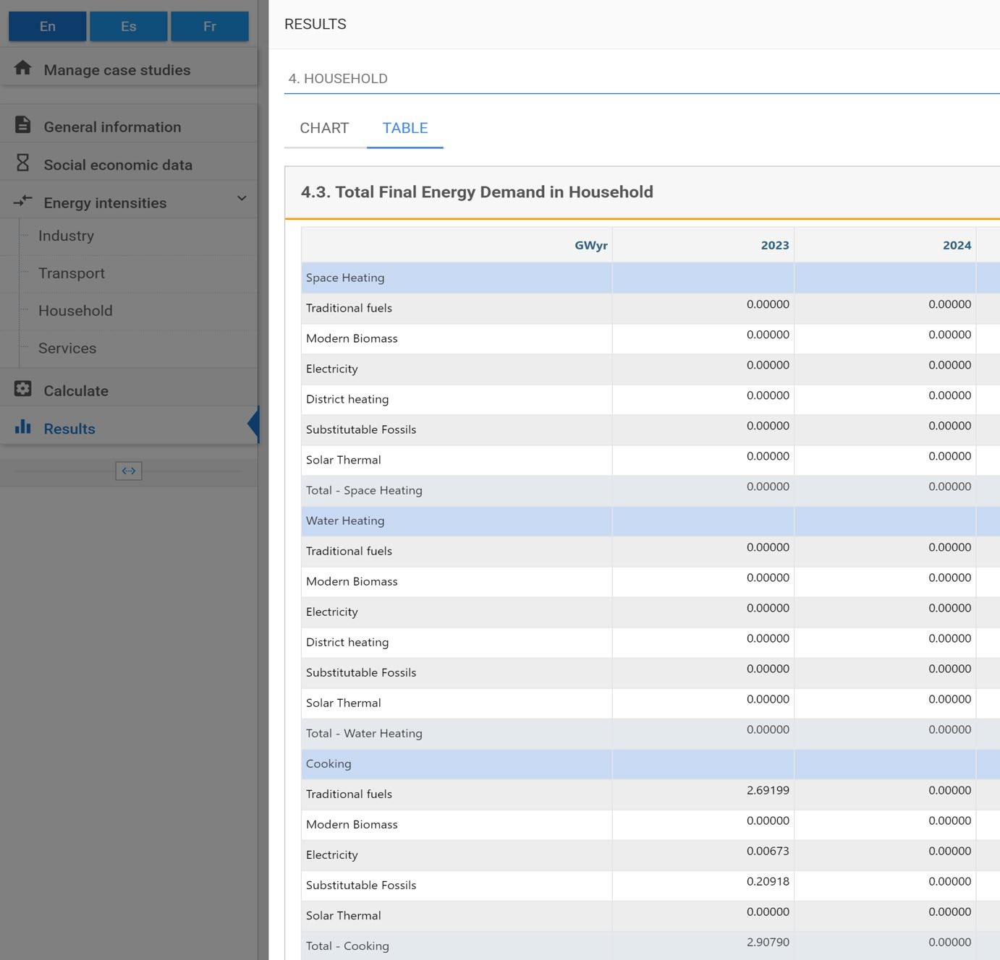 En Es Fr
Manage case studies
General information
Social economic data
Energy intensities
Industry
Transport
Household
Services
Calculate
Results
RESULTS
4. HOUSEHOLD
CHART TABLE
4.3. Total Final Energy Demand in Household
GWyr 2023 2024
Space Heating
Traditional fuels 0.00000 0.00000
Modern Biomass 0.00000 0.00000
Electricity 0.00000 0.00000
District heating 0.00000 0.00000
Substitutable Fossils 0.00000 0.00000
Solar Thermal 0.00000 0.00000
Total - Space Heating 0.00000 0.00000
Water Heating
Traditional fuels 0.00000 0.00000
Modern Biomass 0.00000 0.00000
Electricity 0.00000 0.00000
District heating 0.00000 0.00000
Substitutable Fossils 0.00000 0.00000
Solar Thermal 0.00000 0.00000
Total - Water Heating 0.00000 0.00000
Cooking
Traditional fuels 2.69199 0.00000
Modern Biomass 0.00000 0.00000
Electricity 0.00673 0.00000
Substitutable Fossils 0.20918 0.00000
Solar Thermal 0.00000 0.00000
Total - Cooking 2.90790 0.00000